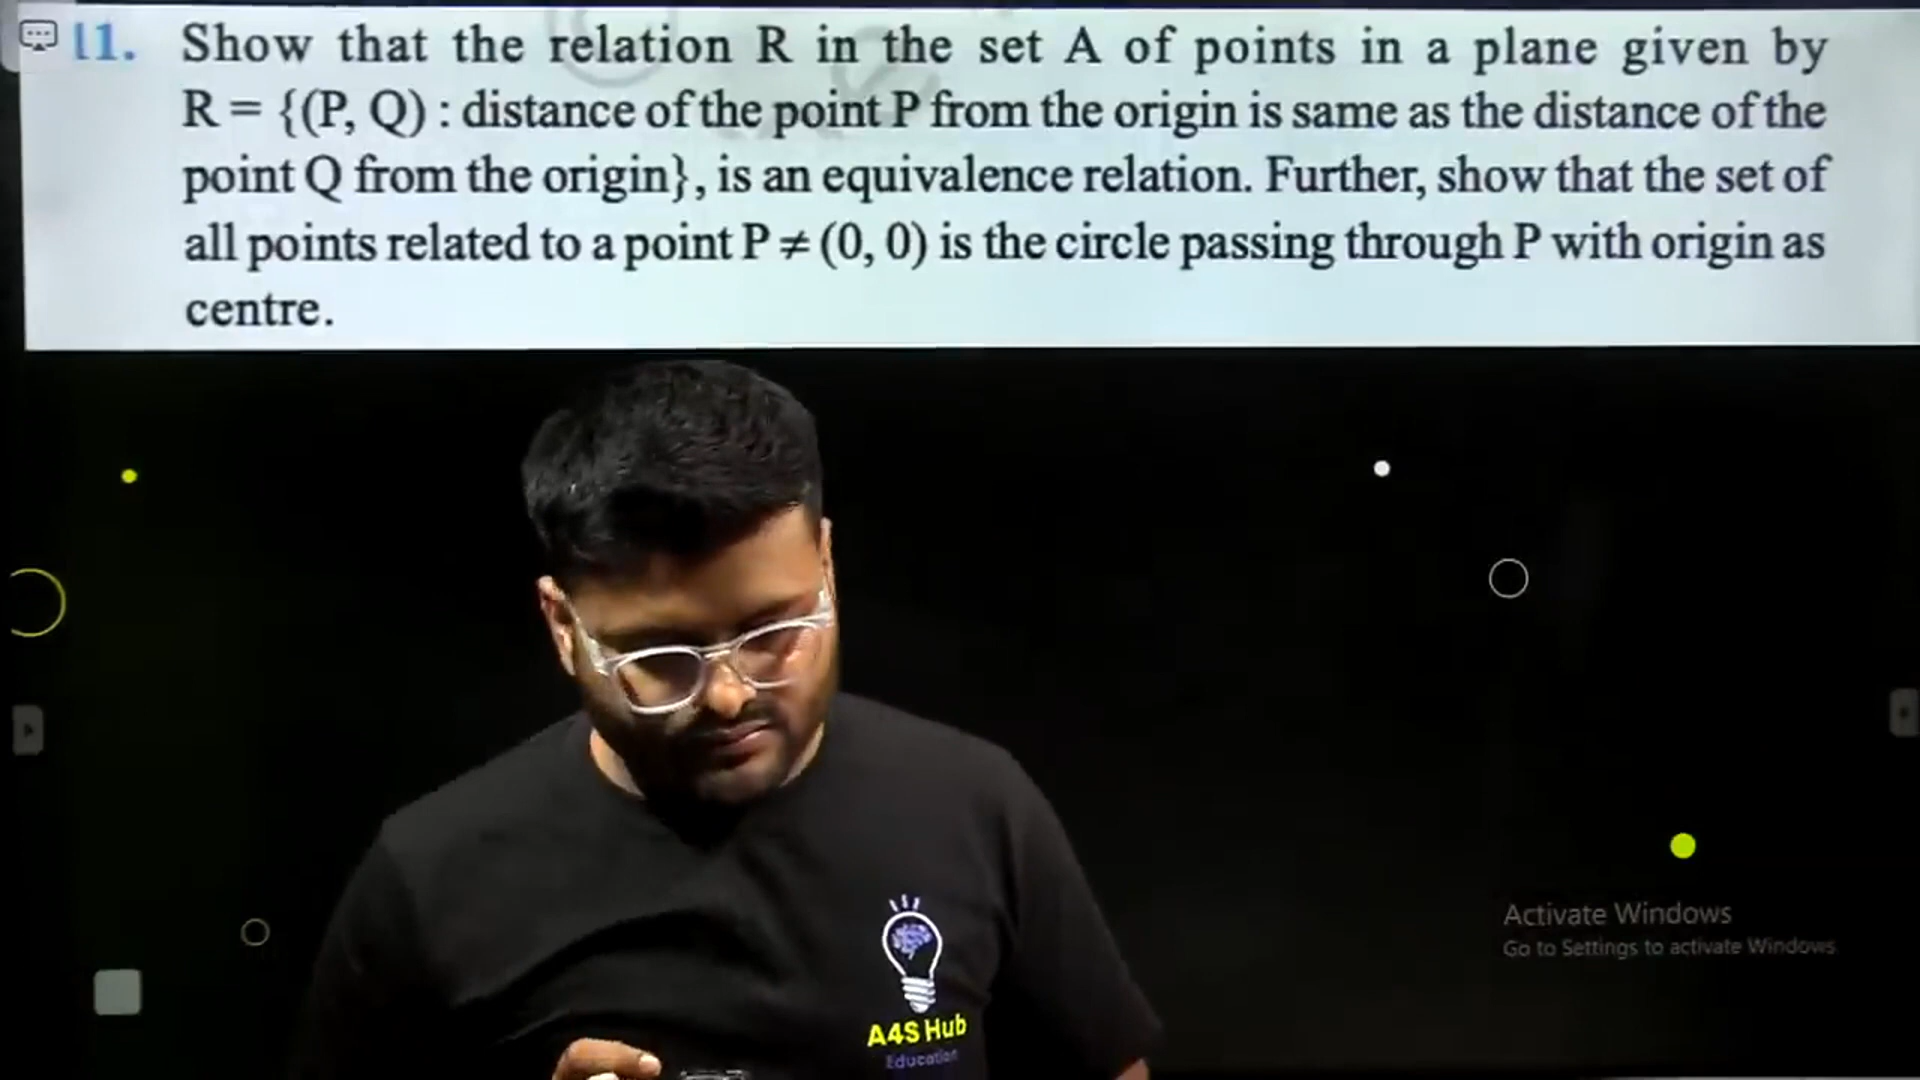 11. Show that the relation R in the set A of points in a plane given by
R = {(P, Q) : distance of the point P from the origin is same as the distance of the
point Q from the origin}, is an equivalence relation. Further, show that the set of
all points related to a point P ≠ (0, 0) is the circle passing through P with origin as
centre.
Activate Windows
Go to Settings to activate Windows.
A4S Hub
Education